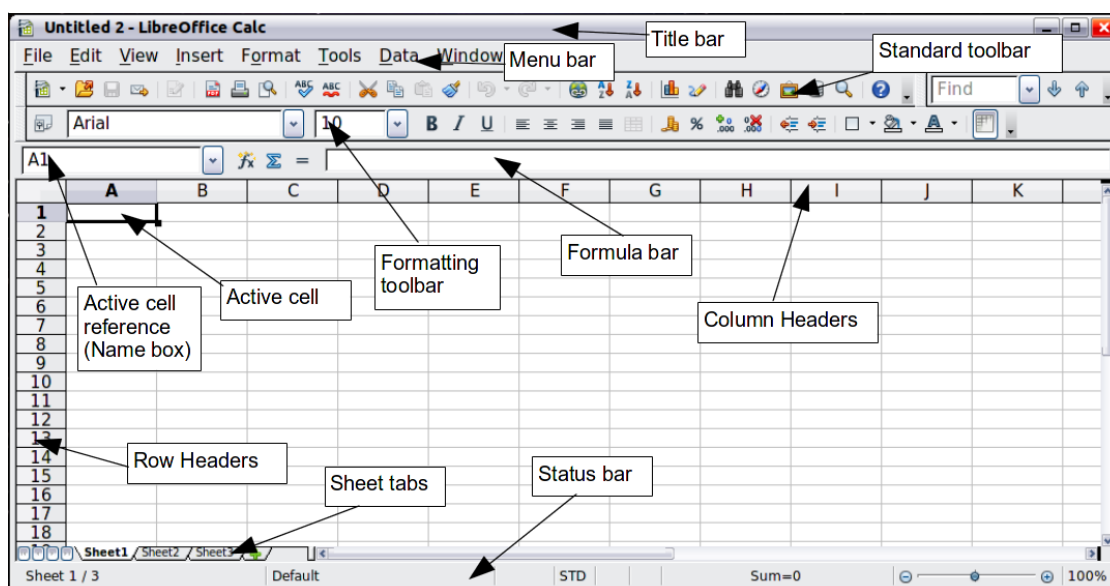 Untitled 2 - LibreOffice Calc
Title bar
File Edit View Insert Format Tools Data Window
Menu bar
Standard toolbar
Find
Arial
10
A1
A B C D E F G H I J K
1
2
3
4
5
6
7
8
9
10
11
12
13
14
15
16
17
18
Active cell
reference
(Name box)
Active cell
Formatting
toolbar
Formula bar
Column Headers
Row Headers
Sheet tabs
Status bar
Sheet1 Sheet2 Sheet3
Sheet 1 / 3 Default STD Sum=0 100%